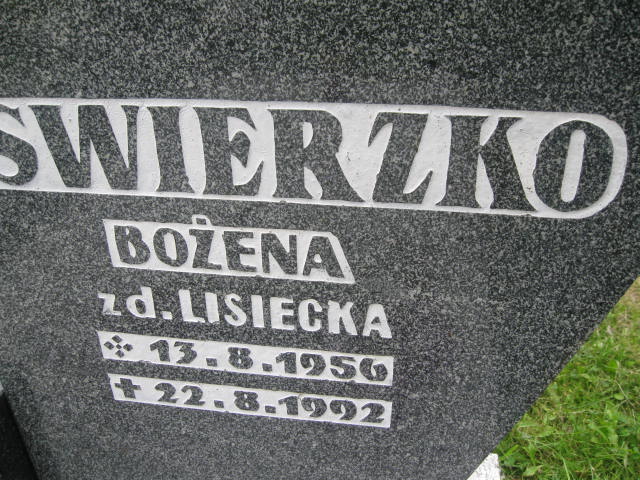 SWIERZKO
BOŻENA
zd. LISIECKA
13.8.1956
✝ 22.8.1992